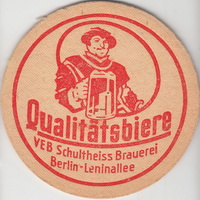 Qualitätsbiere
VEB Schultheiss Brauerei
Berlin-Leninallee